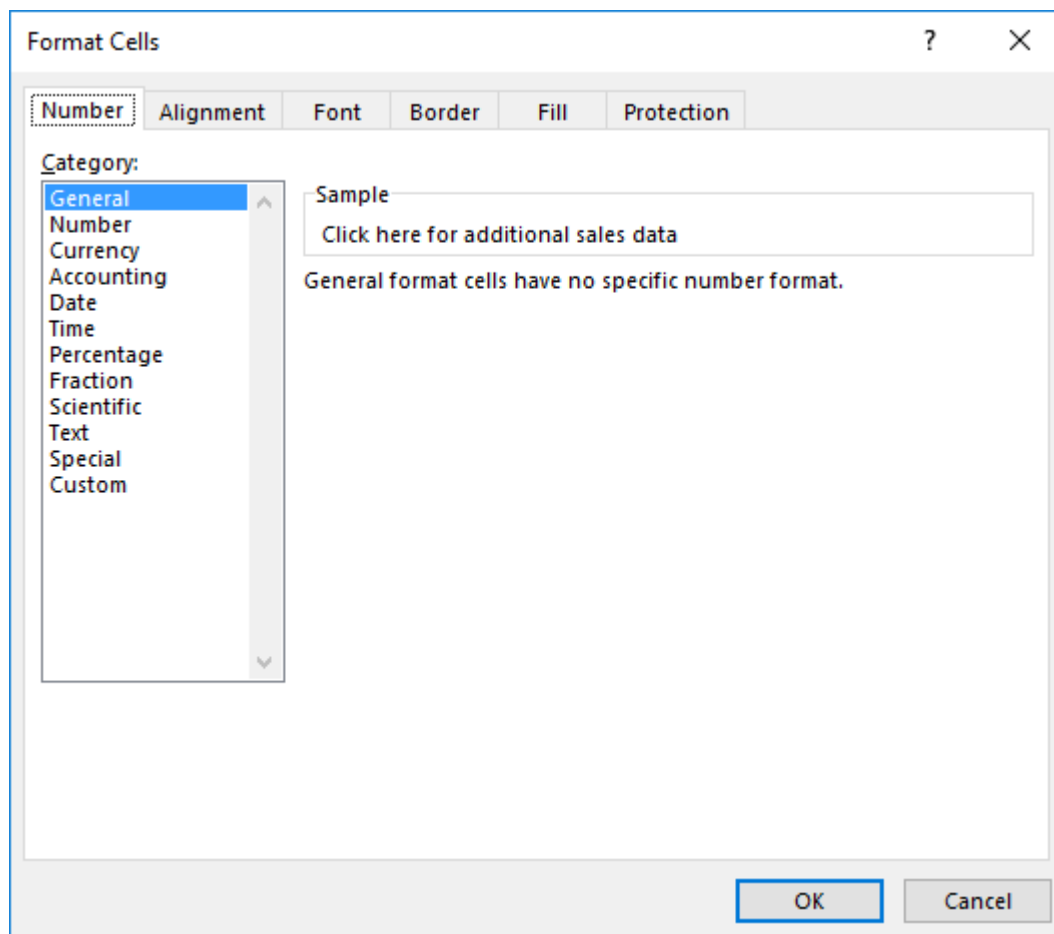 Format Cells ?
Number Alignment Font Border Fill Protection
Category:
General
Number
Currency
Accounting
Date
Time
Percentage
Fraction
Scientific
Text
Special
Custom
Sample
Click here for additional sales data
General format cells have no specific number format.
OK Cancel